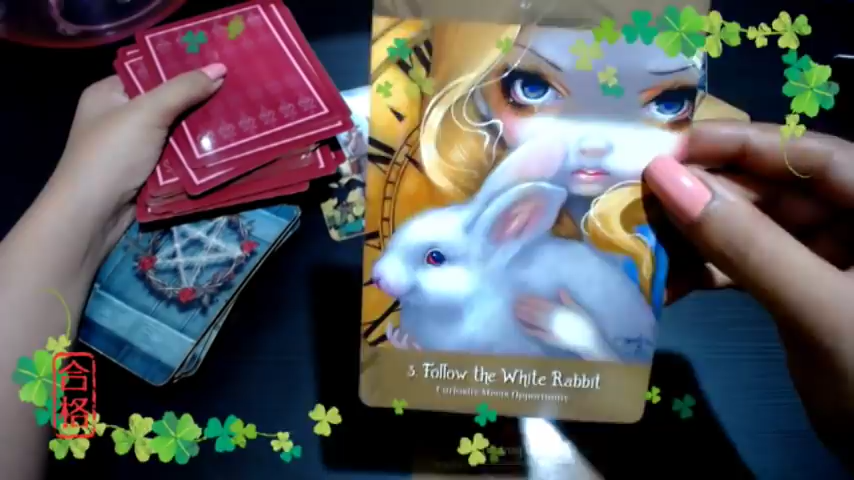 合
格
3. Follow the White Rabbit
Curiosity Meets Opportunity